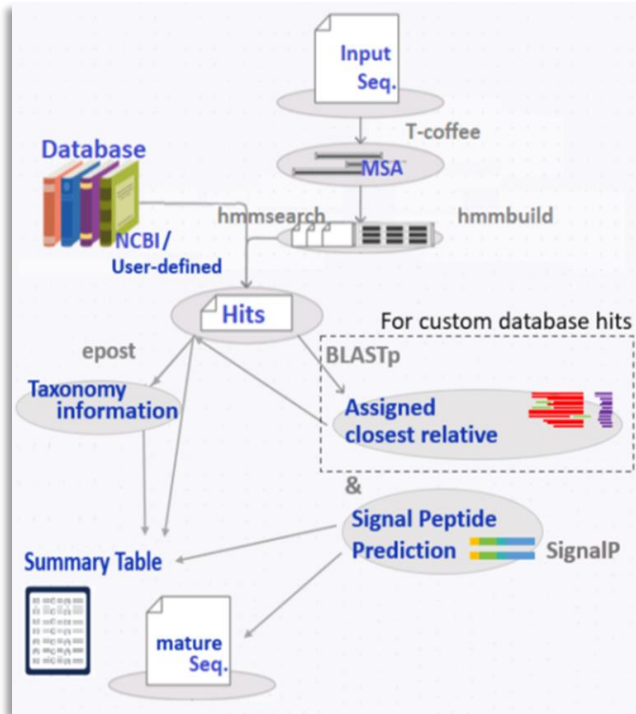 Input
Seq.
T-coffee
MSA
Database
hmmsearch
hmmbuild
NCBI/
User-defined
Hits
For custom database hits
epost
BLASTp
Taxonomy
information
Assigned
closest relative
&
Signal Peptide
Prediction
SignalP
Summary Table
mature
Seq.